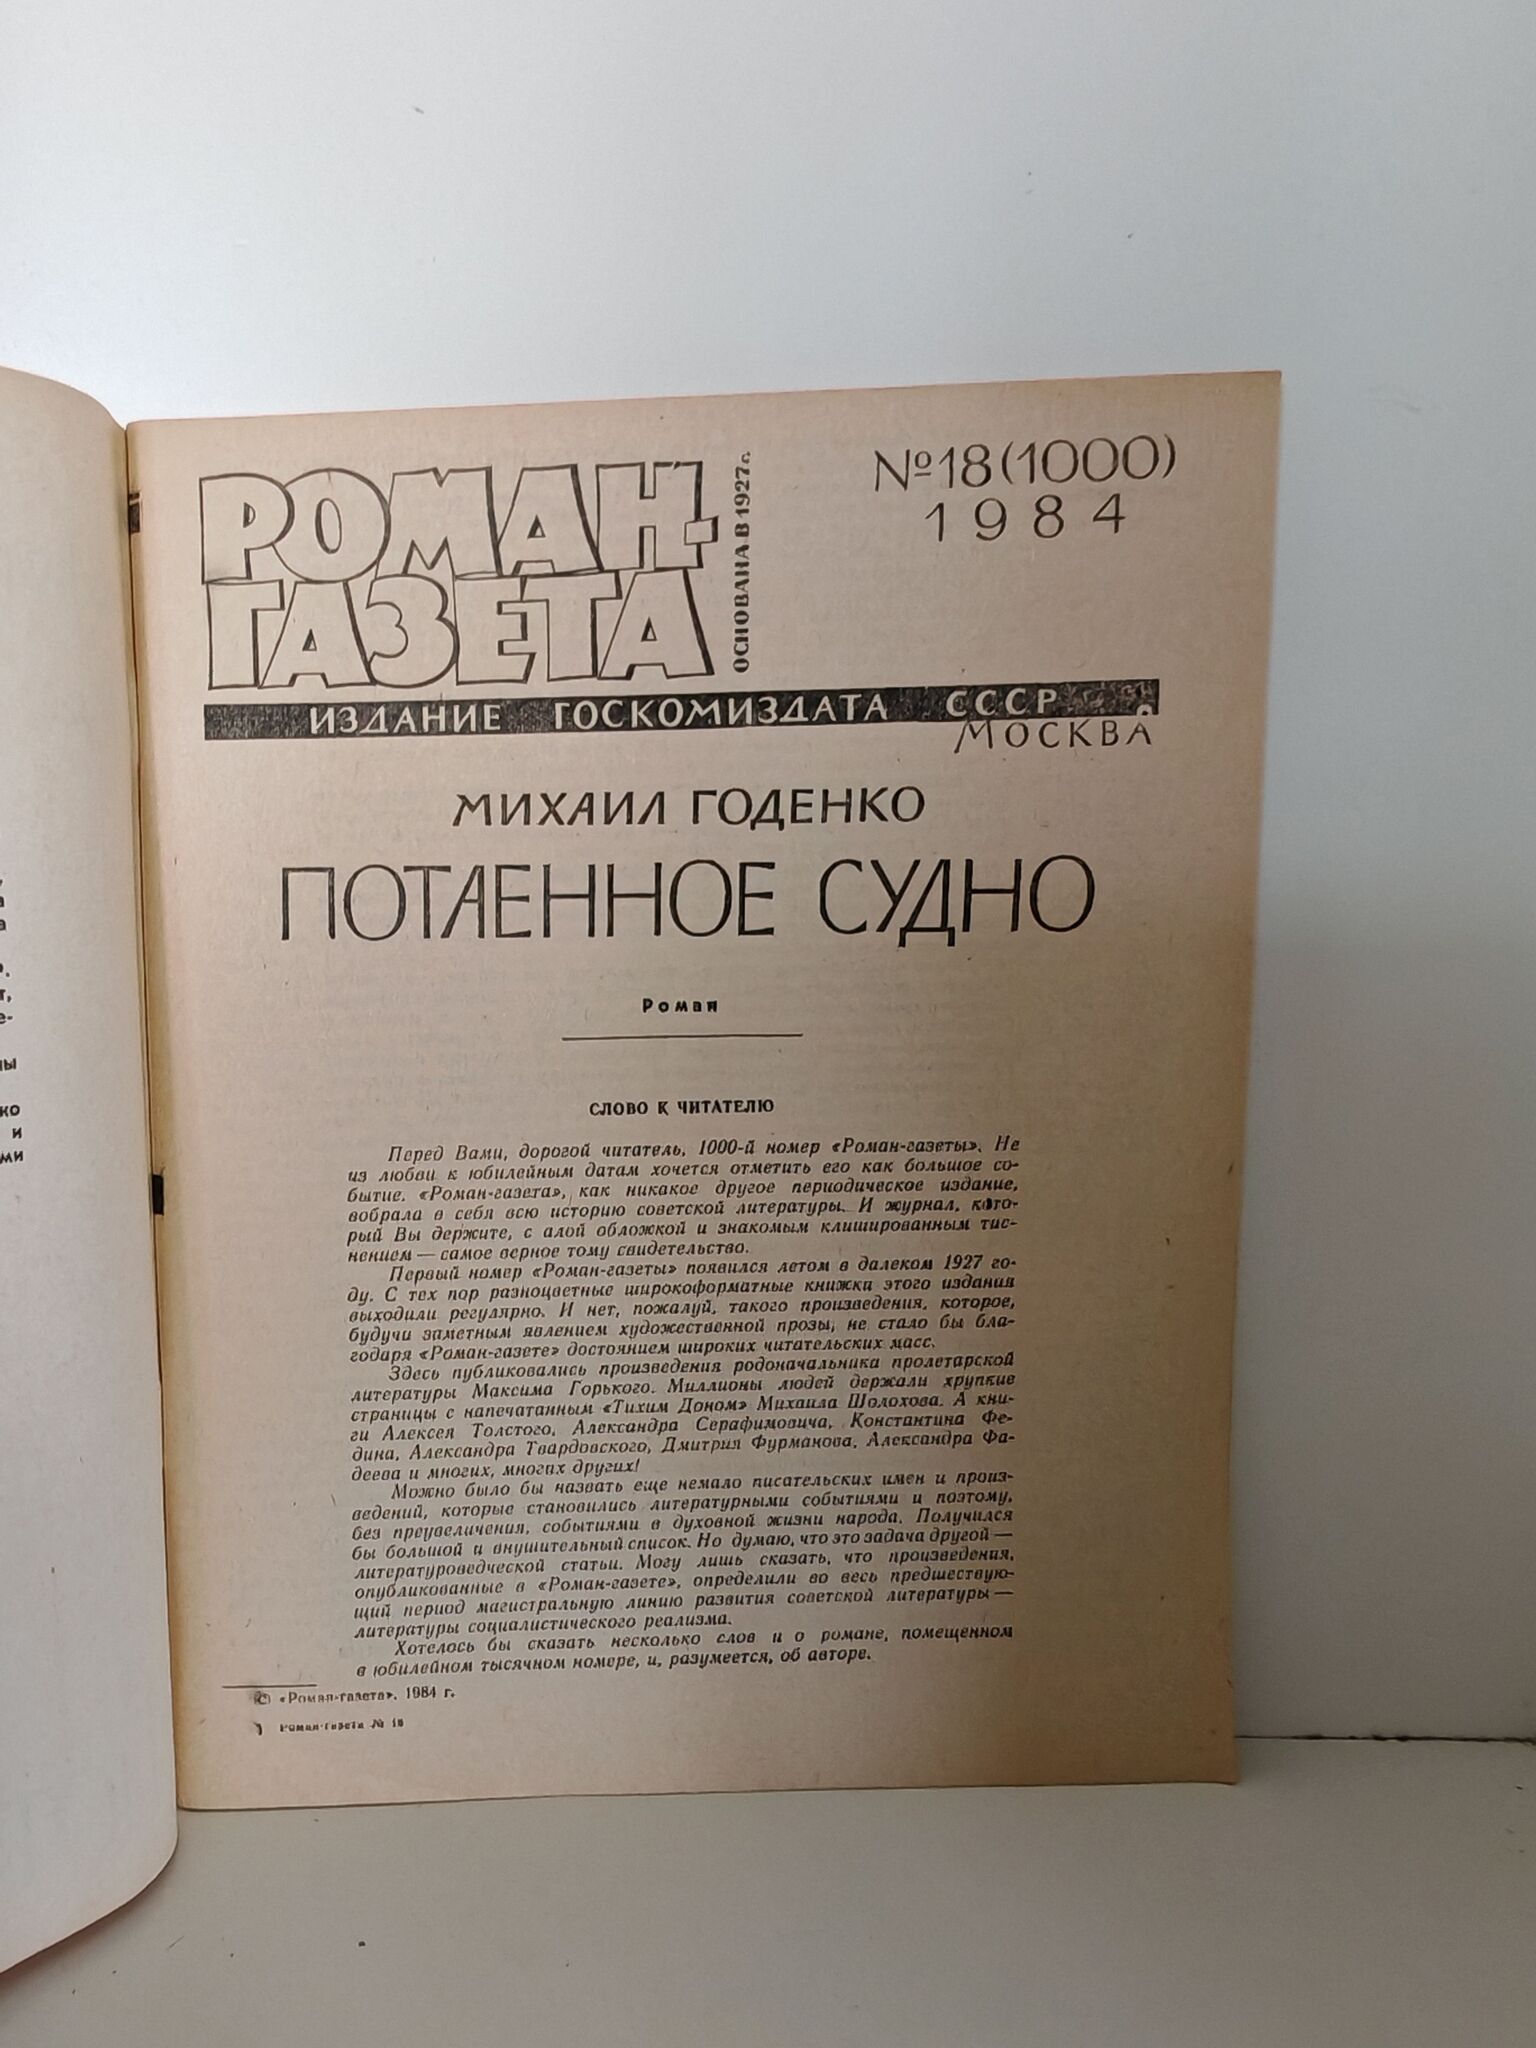 РОМАН-
ГАЗЕТА
ОСНОВАНА В 1927 г.
№18(1000)
1984
ИЗДАНИЕ ГОСКОМИЗДАТА СССР
МОСКВА
МИХАИЛ ГОДЕНКО
ПОТАЕННОЕ СУДНО
Роман
СЛОВО К ЧИТАТЕЛЮ
Перед Вами, дорогой читатель, 1000-й номер «Роман-газеты». Не
из любви к юбилейным датам хочется отметить его как большое со-
бытие. «Роман-газета», как никакое другое периодическое издание,
вобрала в себя всю историю советской литературы. И журнал, кото-
рый Вы держите, с алой обложкой и знакомым клишированным тис-
нением — самое верное тому свидетельство.
Первый номер «Роман-газеты» появился летом в далеком 1927 го-
ду. С тех пор разноцветные широкоформатные книжки этого издания
выходили регулярно. И нет, пожалуй, такого произведения, которое,
будучи заметным явлением художественной прозы, не стало бы бла-
годаря «Роман-газете» достоянием широких читательских масс.
Здесь публиковались произведения родоначальника пролетарской
литературы Максима Горького. Миллионы людей держали хрупкие
страницы с напечатанным «Тихим Доном» Михаила Шолохова. А кни-
ги Алексея Толстого, Александра Серафимовича, Константина Фе-
дина, Александра Твардовского, Дмитрия Фурманова, Александра Фа-
деева и многих, многих других!
Можно было бы назвать еще немало писательских имен и произ-
ведений, которые становились литературными событиями и поэтому,
без преувеличения, событиями в духовной жизни народа. Получился
бы большой и внушительный список. Но думаю, что это задача другой —
литературоведческой статьи. Могу лишь сказать, что произведения,
опубликованные в «Роман-газете», определили во весь предшествую-
щий период магистральную линию развития советской литературы —
литературы социалистического реализма.
Хотелось бы сказать несколько слов и о романе, помещенном
в юбилейном тысячном номере, и, разумеется, об авторе.
© «Роман-газета», 1984 г.
1 Роман-газета № 18